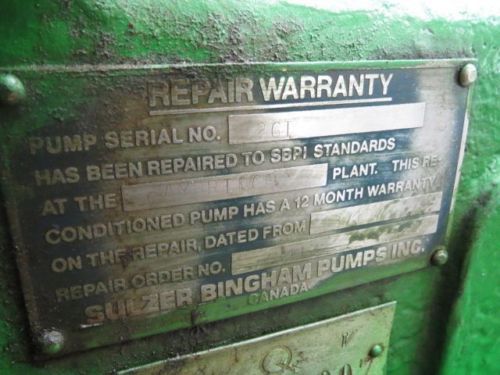 REPAIR WARRANTY
PUMP SERIAL NO.
HAS BEEN REPAIRED TO SBPI STANDARDS
AT THE PLANT. THIS RE-
CONDITIONED PUMP HAS A 12 MONTH WARRANTY
ON THE REPAIR, DATED FROM
REPAIR ORDER NO.
SULZER BINGHAM PUMPS INC.
CANADA